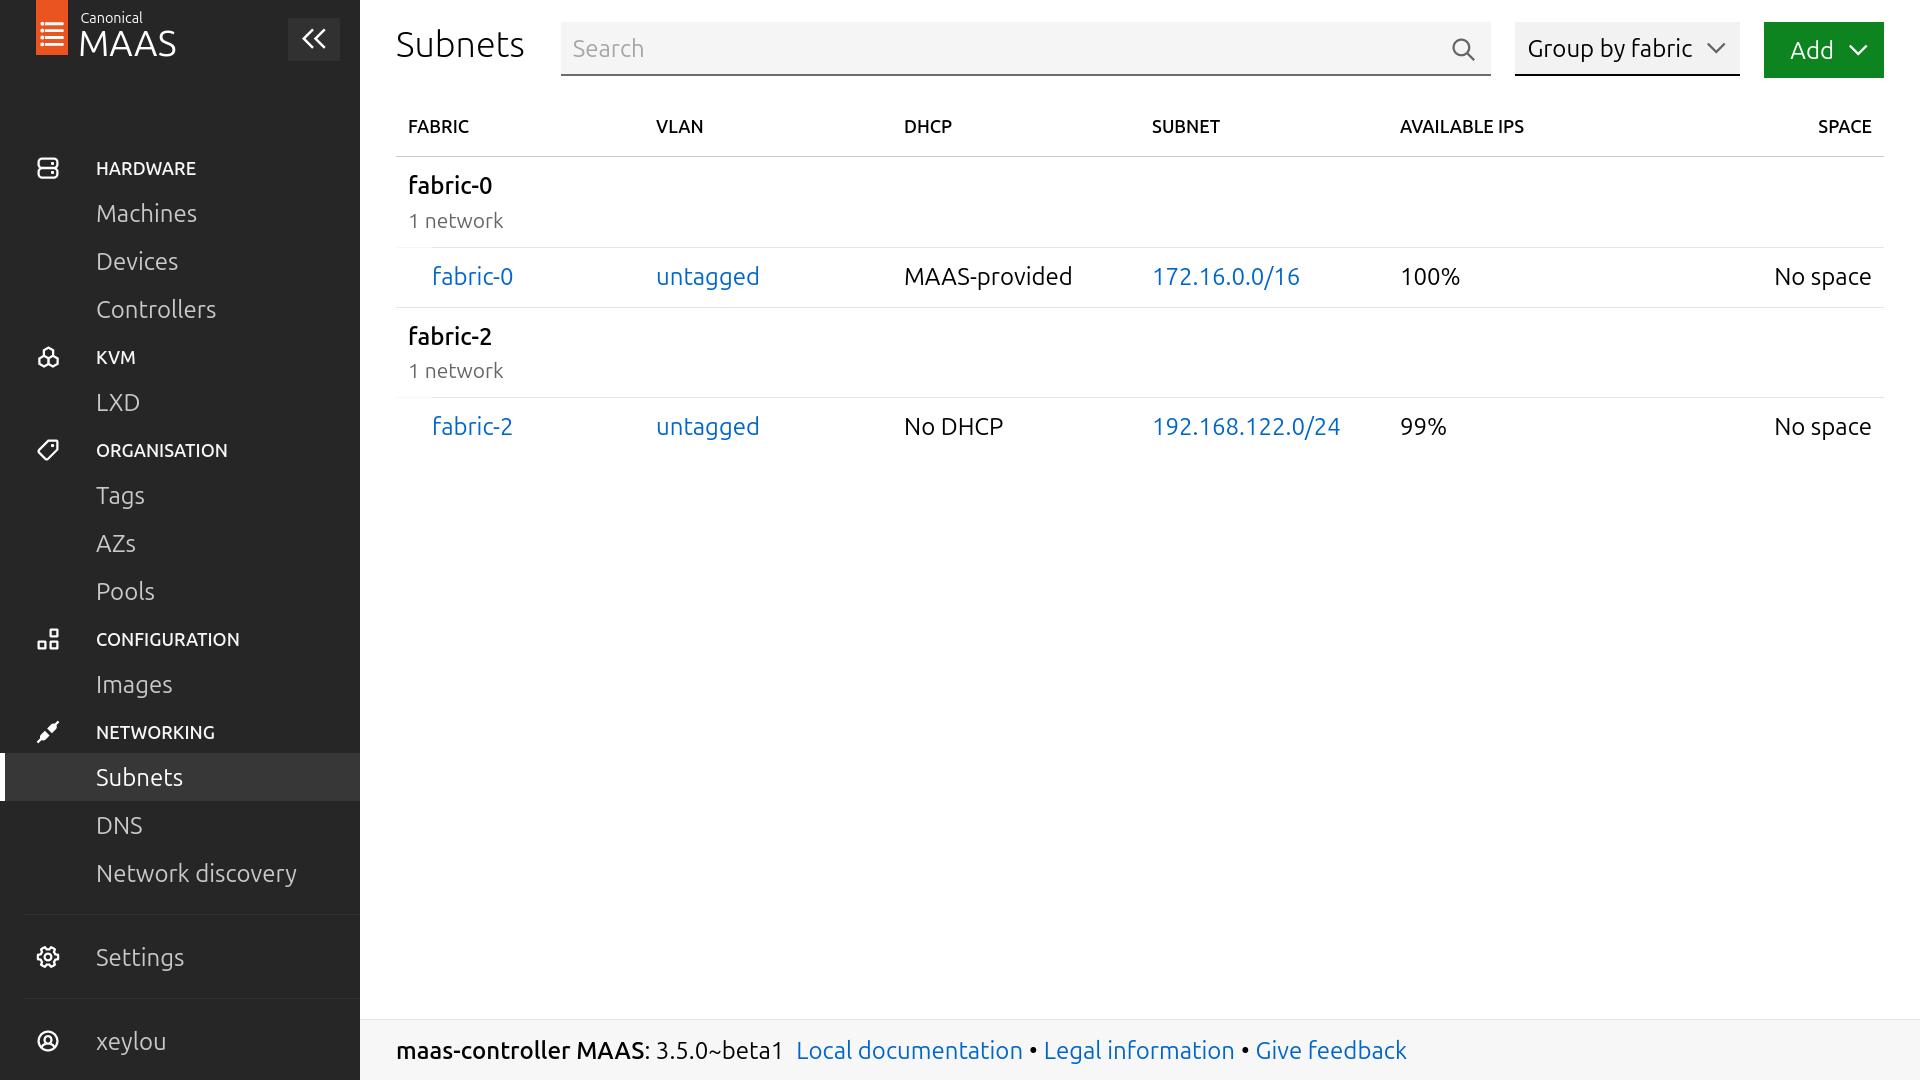 Canonical
MAAS
HARDWARE
Machines
Devices
Controllers
KVM
LXD
ORGANISATION
Tags
AZs
Pools
CONFIGURATION
Images
NETWORKING
Subnets
DNS
Network discovery
Settings
xeylou
Subnets
Search
Group by fabric
Add
FABRIC VLAN DHCP SUBNET AVAILABLE IPS SPACE
fabric-0
1 network
fabric-0 untagged MAAS-provided 172.16.0.0/16 100% No space
fabric-2
1 network
fabric-2 untagged No DHCP 192.168.122.0/24 99% No space
maas-controller MAAS: 3.5.0~beta1 Local documentation • Legal information • Give feedback